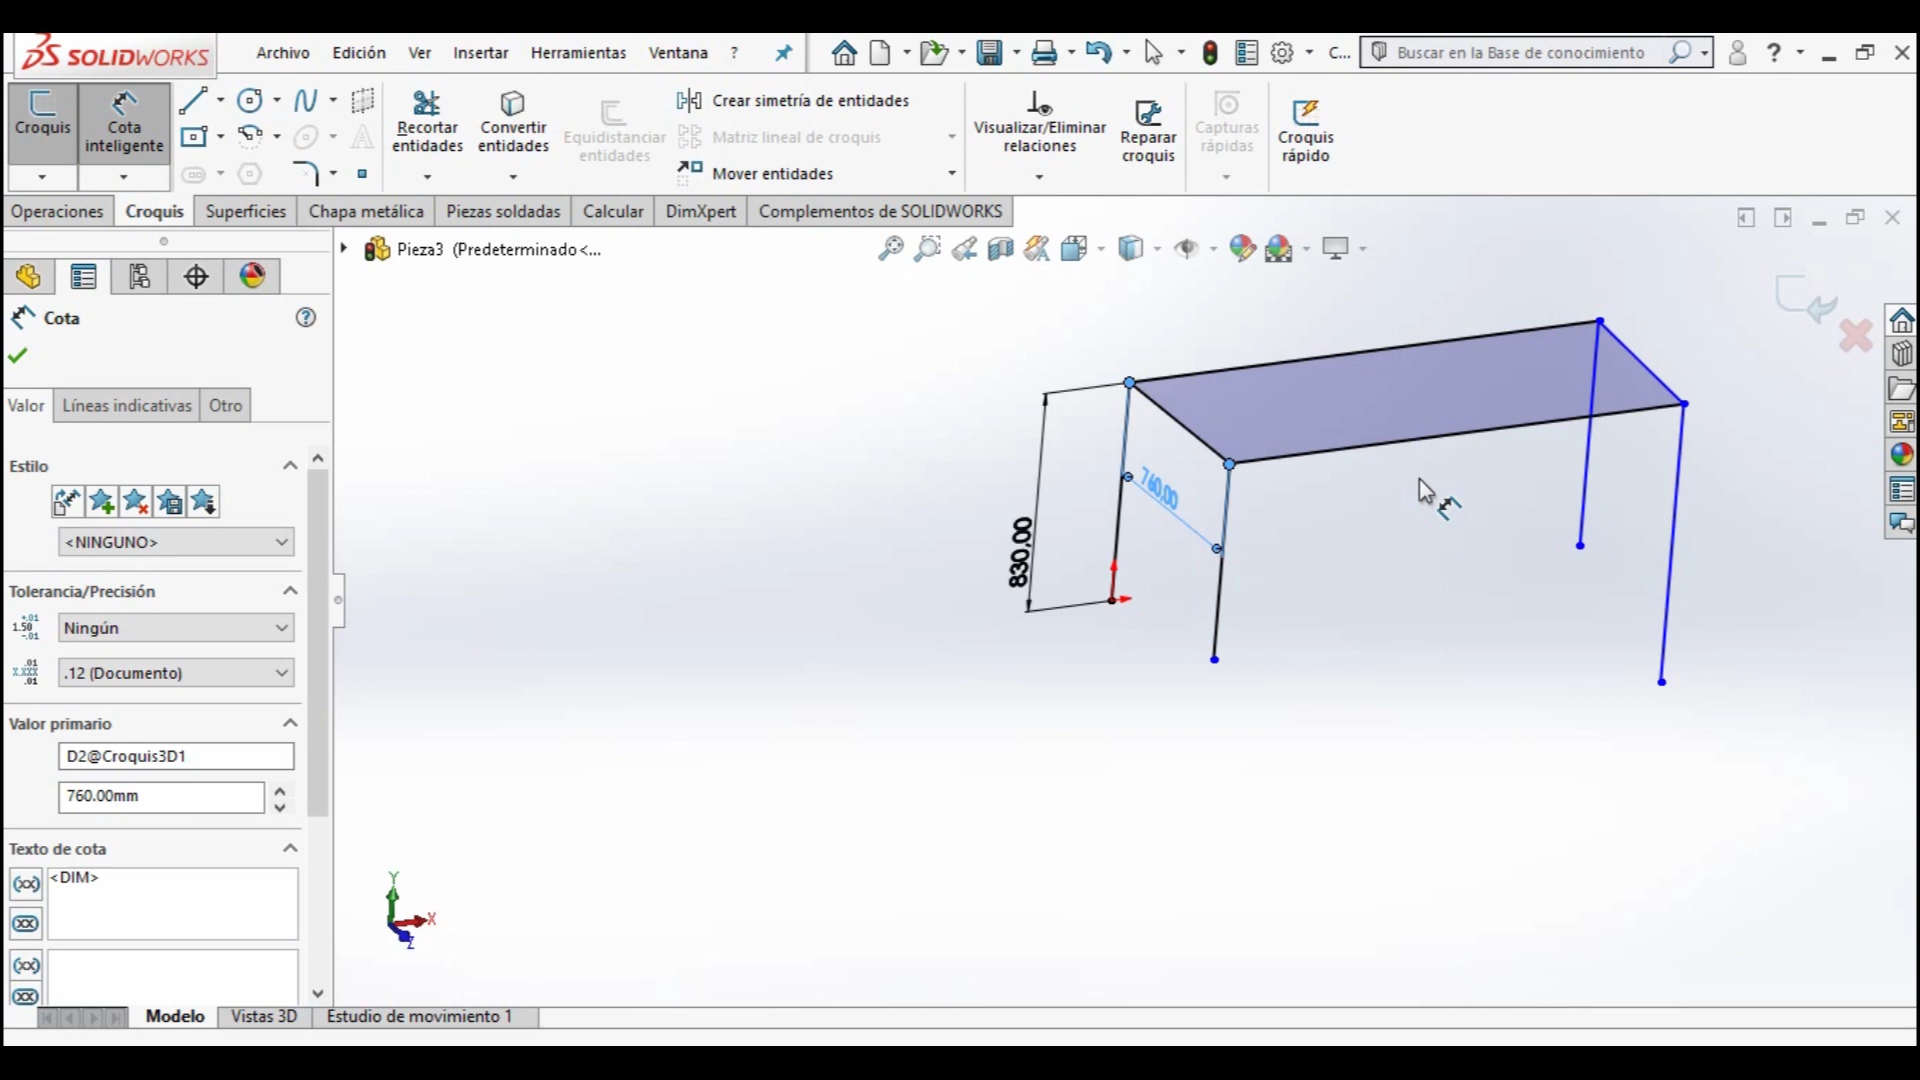 SOLIDWORKS
Archivo Edición Ver Insertar Herramientas Ventana ?
C... Buscar en la Base de conocimiento ?
Croquis
Cota inteligente
Recortar entidades
Convertir entidades
Equidistanciar entidades
Crear simetría de entidades
Matriz lineal de croquis
Mover entidades
Visualizar/Eliminar relaciones
Reparar croquis
Capturas rápidas
Croquis rápido
Operaciones Croquis Superficies Chapa metálica Piezas soldadas Calcular DimXpert Complementos de SOLIDWORKS
Pieza3 (Predeterminado<...
Cota
Valor Líneas indicativas Otro
Estilo
<NINGUNO>
Tolerancia/Precisión
Ningún
.12 (Documento)
Valor primario
D2@Croquis3D1
760.00mm
Texto de cota
<DIM>
830,00
760,00
Y
X
Z
Modelo Vistas 3D Estudio de movimiento 1